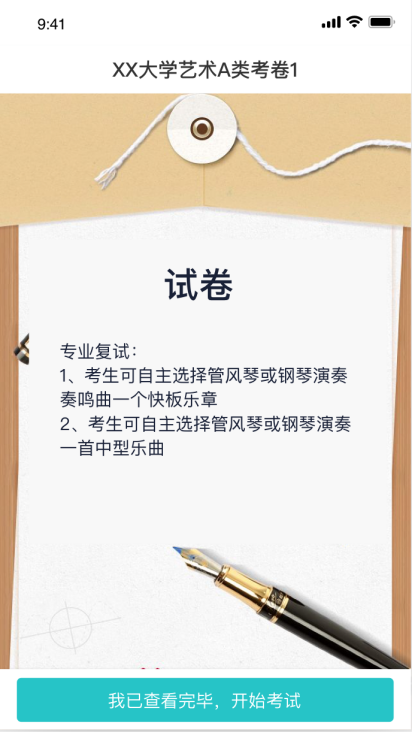 9:41
XX大学艺术A类考卷1
试卷
专业复试：
1、考生可自主选择管风琴或钢琴演奏
奏鸣曲一个快板乐章
2、考生可自主选择管风琴或钢琴演奏
一首中型乐曲
我已查看完毕，开始考试